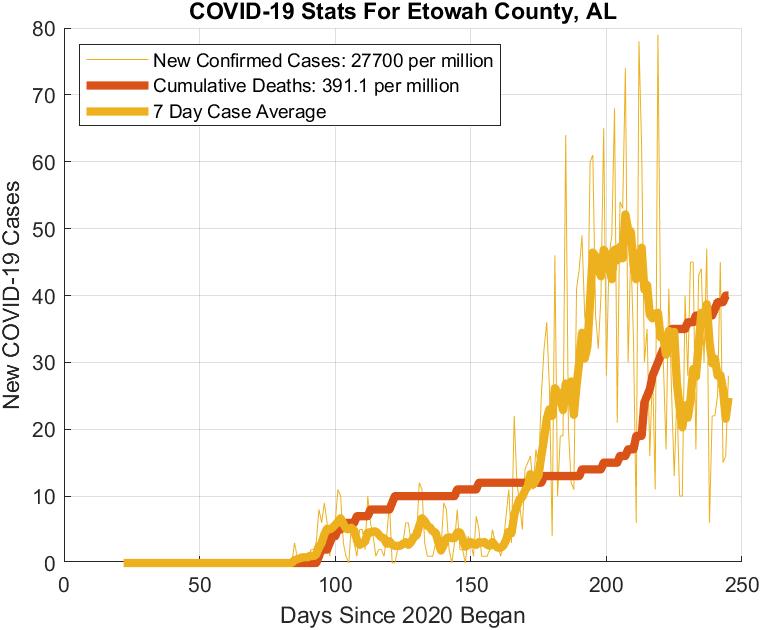 COVID-19 Stats For Etowah County, AL
New Confirmed Cases: 27700 per million
Cumulative Deaths: 391.1 per million
7 Day Case Average
New COVID-19 Cases
80
70
60
50
40
30
20
10
0
0 50 100 150 200 250
Days Since 2020 Began